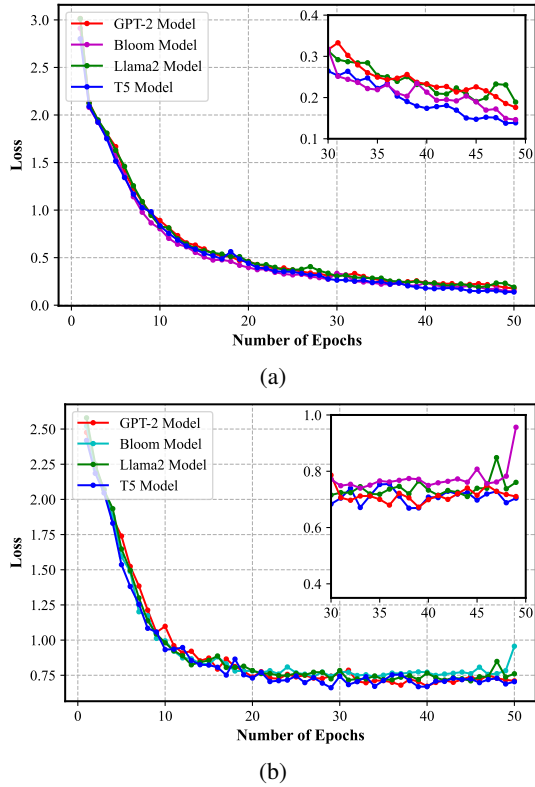 3.0
2.5
2.0
1.5
1.0
0.5
0.0
Loss
GPT-2 Model
Bloom Model
Llama2 Model
T5 Model
0.4
0.3
0.2
0.1
30 35 40 45 50
0 10 20 30 40 50
Number of Epochs
(a)
2.50
2.25
2.00
1.75
1.50
1.25
1.00
0.75
Loss
GPT-2 Model
Bloom Model
Llama2 Model
T5 Model
1.0
0.8
0.6
0.4
30 35 40 45 50
0 10 20 30 40 50
Number of Epochs
(b)